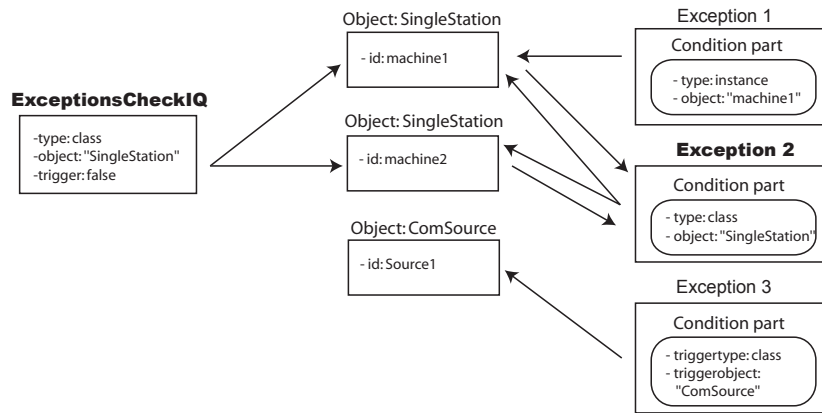 ExceptionsCheckIQ
-type: class
-object: "SingleStation"
-trigger: false
Object: SingleStation
- id: machine1
Object: SingleStation
- id: machine2
Object: ComSource
- id: Source1
Exception 1
Condition part
- type: instance
- object: "machine1"
Exception 2
Condition part
- type: class
- object: "SingleStation"
Exception 3
Condition part
- triggertype: class
- triggerobject:
"ComSource"